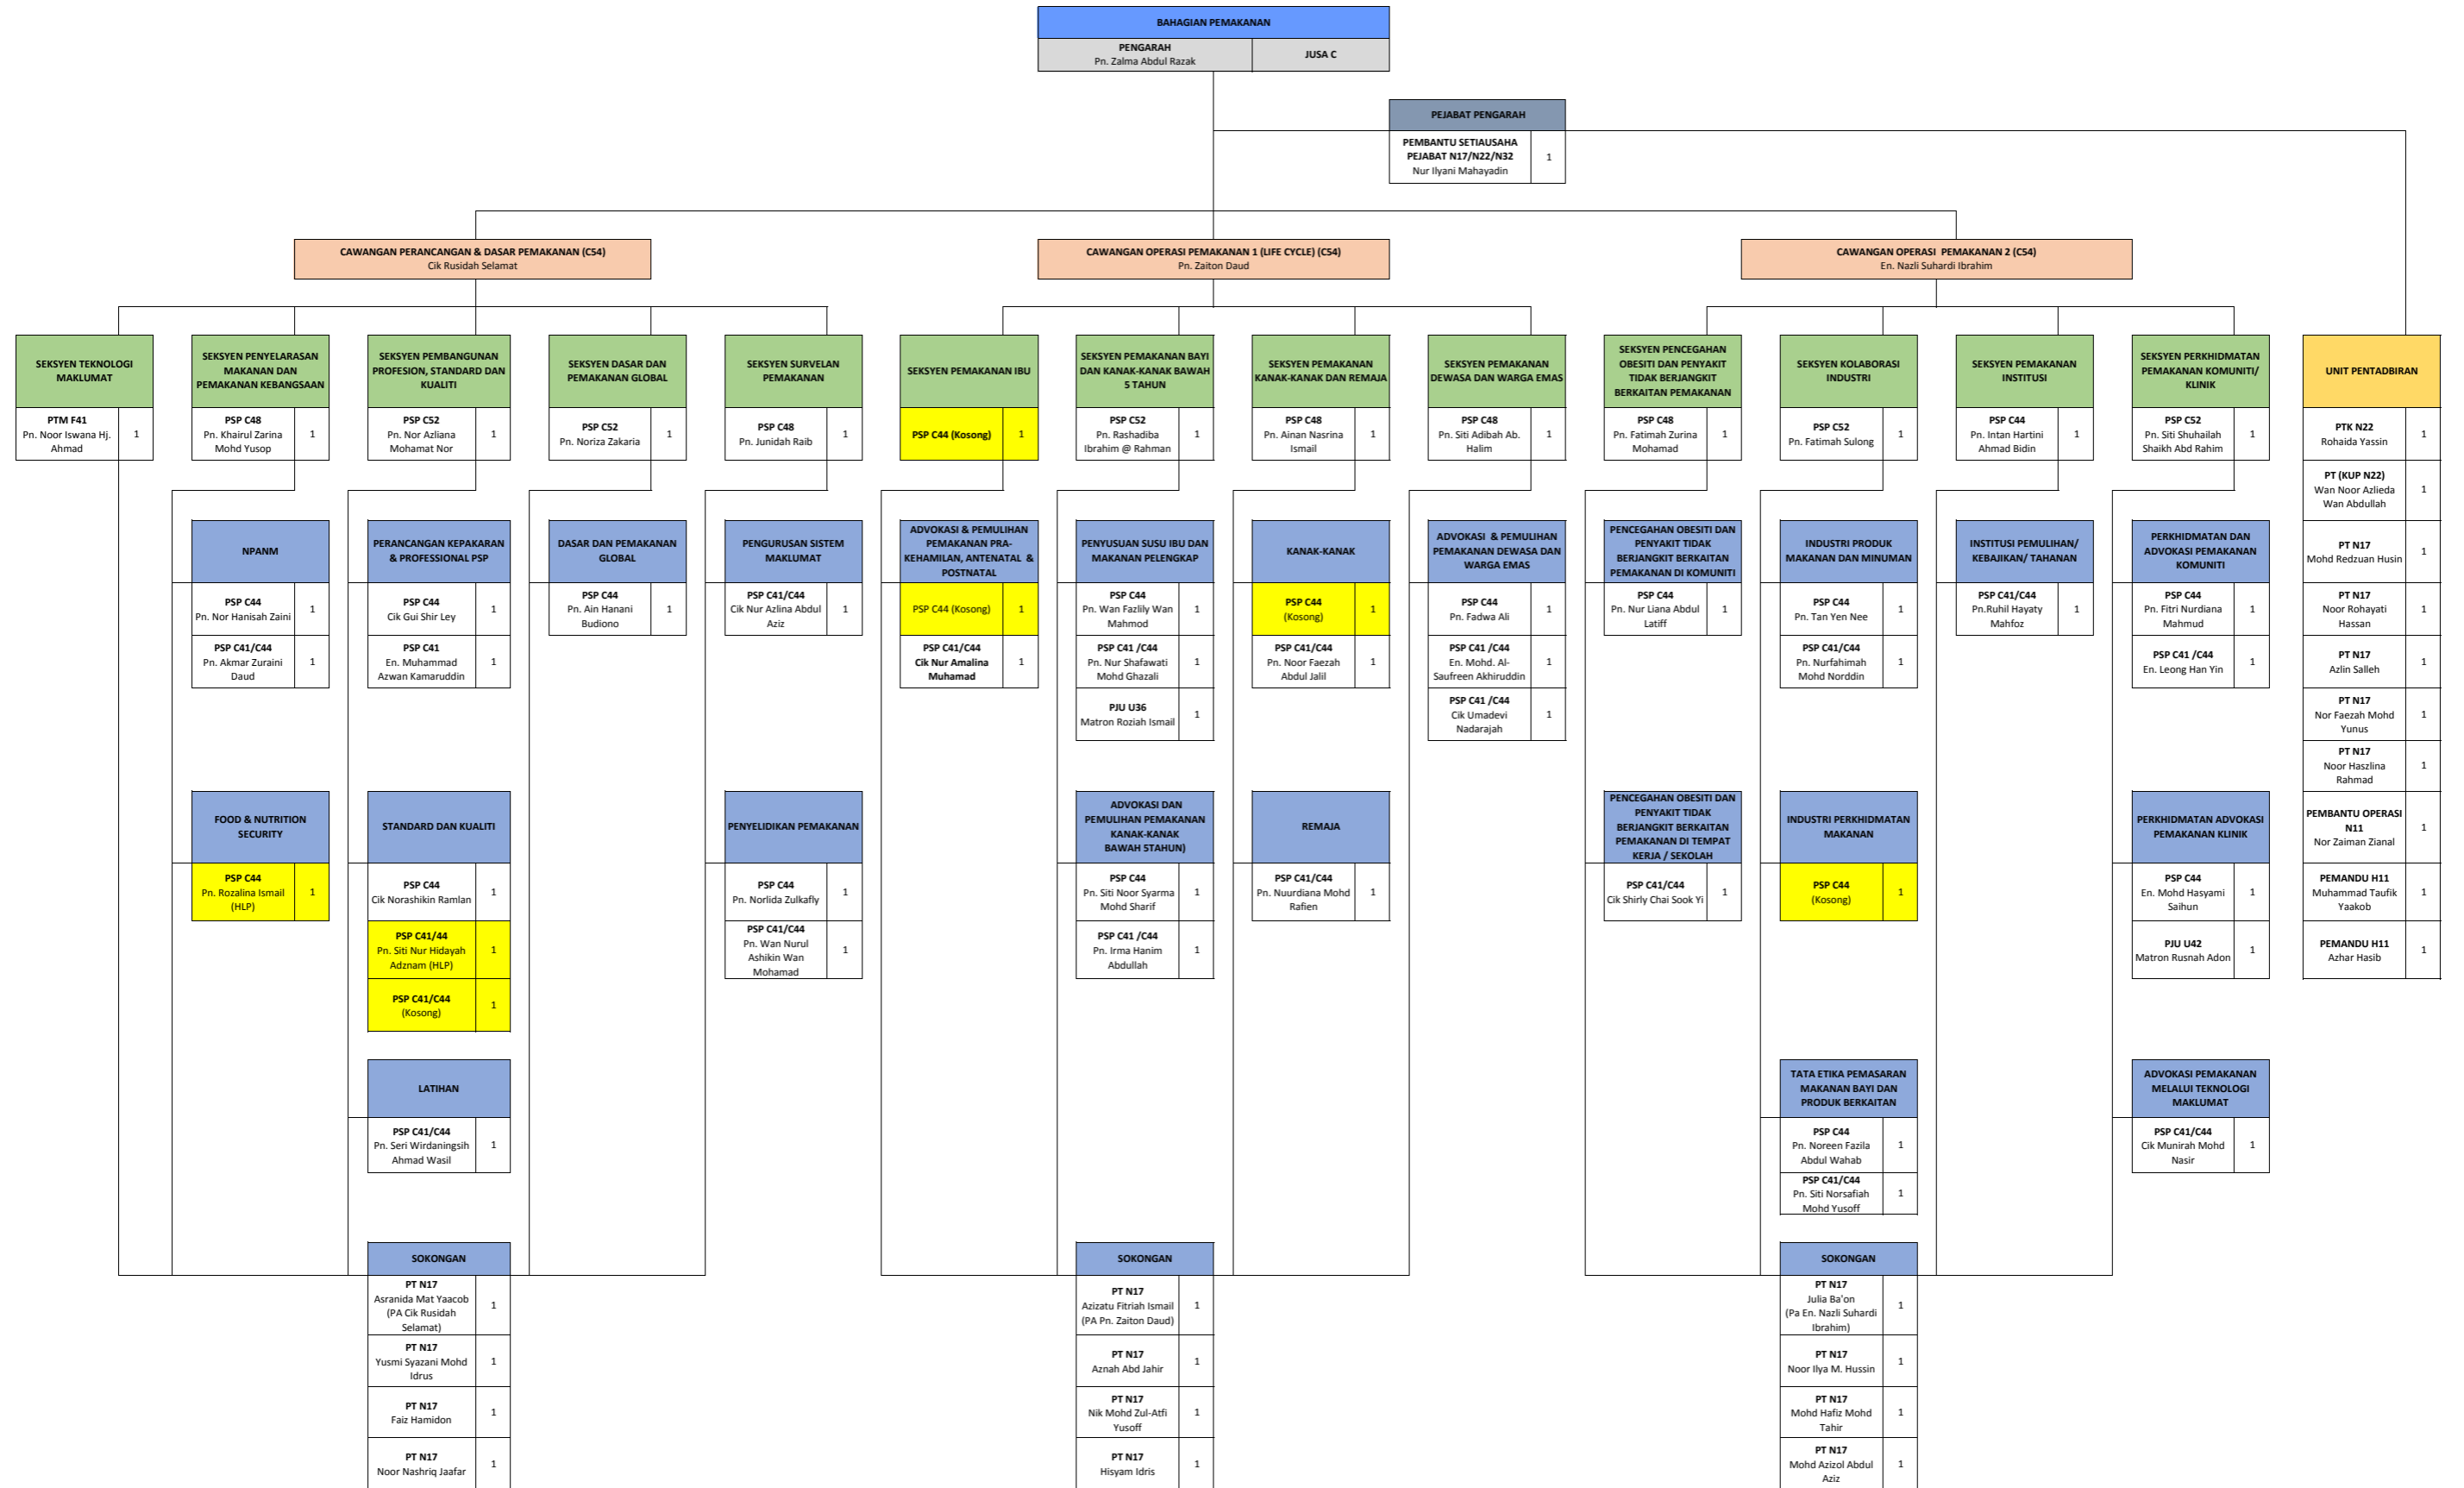 BAHAGIAN PEMAKANAN
PENGARAH
Pn. Zalma Abdul Razak
JUSA C
PEJABAT PENGARAH
PEMBANTU SETIAUSAHA
PEJABAT N17/N22/N32
Nur Ilyani Mahayadin
1
CAWANGAN PERANCANGAN & DASAR PEMAKANAN (C54)
Cik Rusidah Selamat
CAWANGAN OPERASI PEMAKANAN 1 (LIFE CYCLE) (C54)
Pn. Zaiton Daud
CAWANGAN OPERASI PEMAKANAN 2 (C54)
En. Nazli Suhardi Ibrahim
SEKSYEN TEKNOLOGI
MAKLUMAT
PTM F41
Pn. Noor Iswana Hj.
Ahmad
1
SEKSYEN PENYELARASAN
MAKANAN DAN
PEMAKANAN KEBANGSAAN
PSP C48
Pn. Khairul Zarina
Mohd Yusop
1
NPANM
PSP C44
Pn. Nor Hanisah Zaini
1
PSP C41/C44
Pn. Akmar Zuraini
Daud
1
FOOD & NUTRITION
SECURITY
PSP C44
Pn. Rozalina Ismail
(HLP)
1
SEKSYEN PEMBANGUNAN
PROFESION, STANDARD DAN
KUALITI
PSP C52
Pn. Nor Azliana
Mohamat Nor
1
PERANCANGAN KEPAKARAN
& PROFESSIONAL PSP
PSP C44
Cik Gui Shir Ley
1
PSP C41
En. Muhammad
Azwan Kamaruddin
1
STANDARD DAN KUALITI
PSP C44
Cik Norashikin Ramlan
1
PSP C41/44
Pn. Siti Nur Hidayah
Adznam (HLP)
1
PSP C41/C44
(Kosong)
1
LATIHAN
PSP C41/C44
Pn. Seri Wirdaningsih
Ahmad Wasil
1
SEKSYEN DASAR DAN
PEMAKANAN GLOBAL
PSP C52
Pn. Noriza Zakaria
1
DASAR DAN PEMAKANAN
GLOBAL
PSP C44
Pn. Ain Hanani
Budiono
1
SEKSYEN SURVELAN
PEMAKANAN
PSP C48
Pn. Junidah Raib
1
PENGURUSAN SISTEM
MAKLUMAT
PSP C41/C44
Cik Nur Azlina Abdul
Aziz
1
PENYELIDIKAN PEMAKANAN
PSP C44
Pn. Norlida Zulkafly
1
PSP C41/C44
Pn. Wan Nurul
Ashikin Wan
Mohamad
1
SOKONGAN
PT N17
Asranida Mat Yaacob
(PA Cik Rusidah
Selamat)
1
PT N17
Yusmi Syazani Mohd
Idrus
1
PT N17
Faiz Hamidon
1
PT N17
Noor Nashriq Jaafar
1
SEKSYEN PEMAKANAN IBU
PSP C44 (Kosong)
1
ADVOKASI & PEMULIHAN
PEMAKANAN PRA-
KEHAMILAN, ANTENATAL &
POSTNATAL
PSP C44 (Kosong)
1
PSP C41/C44
Cik Nur Amalina
Muhamad
1
SEKSYEN PEMAKANAN BAYI
DAN KANAK-KANAK BAWAH
5 TAHUN
PSP C52
Pn. Rashadiba
Ibrahim @ Rahman
1
PENYUSUAN SUSU IBU DAN
MAKANAN PELENGKAP
PSP C44
Pn. Wan Fazlily Wan
Mahmod
1
PSP C41 /C44
Pn. Nur Shafawati
Mohd Ghazali
1
PJU U36
Matron Roziah Ismail
1
ADVOKASI DAN
PEMULIHAN PEMAKANAN
KANAK-KANAK
BAWAH 5TAHUN)
PSP C44
Pn. Siti Noor Syarma
Mohd Sharif
1
PSP C41 /C44
Pn. Irma Hanim
Abdullah
1
SEKSYEN PEMAKANAN
KANAK-KANAK DAN REMAJA
PSP C48
Pn. Ainan Nasrina
Ismail
1
KANAK-KANAK
PSP C44
(Kosong)
1
PSP C41/C44
Pn. Noor Faezah
Abdul Jalil
1
REMAJA
PSP C41/C44
Pn. Nuurdiana Mohd
Rafien
1
SEKSYEN PEMAKANAN
DEWASA DAN WARGA EMAS
PSP C48
Pn. Siti Adibah Ab.
Halim
1
ADVOKASI & PEMULIHAN
PEMAKANAN DEWASA DAN
WARGA EMAS
PSP C44
Pn. Fadwa Ali
1
PSP C41 /C44
En. Mohd. Al-
Saufreen Akhiruddin
1
PSP C41 /C44
Cik Umadevi
Nadarajah
1
SOKONGAN
PT N17
Azizatu Fitriah Ismail
(PA Pn. Zaiton Daud)
1
PT N17
Aznah Abd Jahir
1
PT N17
Nik Mohd Zul-Atfi
Yusoff
1
PT N17
Hisyam Idris
1
SEKSYEN PENCEGAHAN
OBESITI DAN PENYAKIT
TIDAK BERJANGKIT
BERKAITAN PEMAKANAN
PSP C48
Pn. Fatimah Zurina
Mohamad
1
PENCEGAHAN OBESITI DAN
PENYAKIT TIDAK
BERJANGKIT BERKAITAN
PEMAKANAN DI KOMUNITI
PSP C44
Pn. Nur Liana Abdul
Latiff
1
PENCEGAHAN OBESITI DAN
PENYAKIT TIDAK
BERJANGKIT BERKAITAN
PEMAKANAN DI TEMPAT
KERJA / SEKOLAH
PSP C41/C44
Cik Shirly Chai Sook Yi
1
SEKSYEN KOLABORASI
INDUSTRI
PSP C52
Pn. Fatimah Sulong
1
INDUSTRI PRODUK
MAKANAN DAN MINUMAN
PSP C44
Pn. Tan Yen Nee
1
PSP C41/C44
Pn. Nurfahimah
Mohd Norddin
1
INDUSTRI PERKHIDMATAN
MAKANAN
PSP C44
(Kosong)
1
TATA ETIKA PEMASARAN
MAKANAN BAYI DAN
PRODUK BERKAITAN
PSP C44
Pn. Noreen Fazila
Abdul Wahab
1
PSP C41/C44
Pn. Siti Norsafiah
Mohd Yusoff
1
SEKSYEN PEMAKANAN
INSTITUSI
PSP C44
Pn. Intan Hartini
Ahmad Bidin
1
INSTITUSI PEMULIHAN/
KEBAJIKAN/ TAHANAN
PSP C41/C44
Pn.Ruhil Hayaty
Mahfoz
1
SEKSYEN PERKHIDMATAN
PEMAKANAN KOMUNITI/
KLINIK
PSP C52
Pn. Siti Shuhailah
Shaikh Abd Rahim
1
PERKHIDMATAN DAN
ADVOKASI PEMAKANAN
KOMUNITI
PSP C44
Pn. Fitri Nurdiana
Mahmud
1
PSP C41 /C44
En. Leong Han Yin
1
PERKHIDMATAN ADVOKASI
PEMAKANAN KLINIK
PSP C44
En. Mohd Hasyami
Saihun
1
PJU U42
Matron Rusnah Adon
1
ADVOKASI PEMAKANAN
MELALUI TEKNOLOGI
MAKLUMAT
PSP C41/C44
Cik Munirah Mohd
Nasir
1
SOKONGAN
PT N17
Julia Ba'on
(Pa En. Nazli Suhardi
Ibrahim)
1
PT N17
Noor Ilya M. Hussin
1
PT N17
Mohd Hafiz Mohd
Tahir
1
PT N17
Mohd Azizol Abdul
Aziz
1
UNIT PENTADBIRAN
PTK N22
Rohaida Yassin
1
PT (KUP N22)
Wan Noor Azlieda
Wan Abdullah
1
PT N17
Mohd Redzuan Husin
1
PT N17
Noor Rohayati
Hassan
1
PT N17
Azlin Salleh
1
PT N17
Nor Faezah Mohd
Yunus
1
PT N17
Noor Haszlina
Rahmad
1
PEMBANTU OPERASI
N11
Nor Zaiman Zianal
1
PEMANDU H11
Muhammad Taufik
Yaakob
1
PEMANDU H11
Azhar Hasib
1